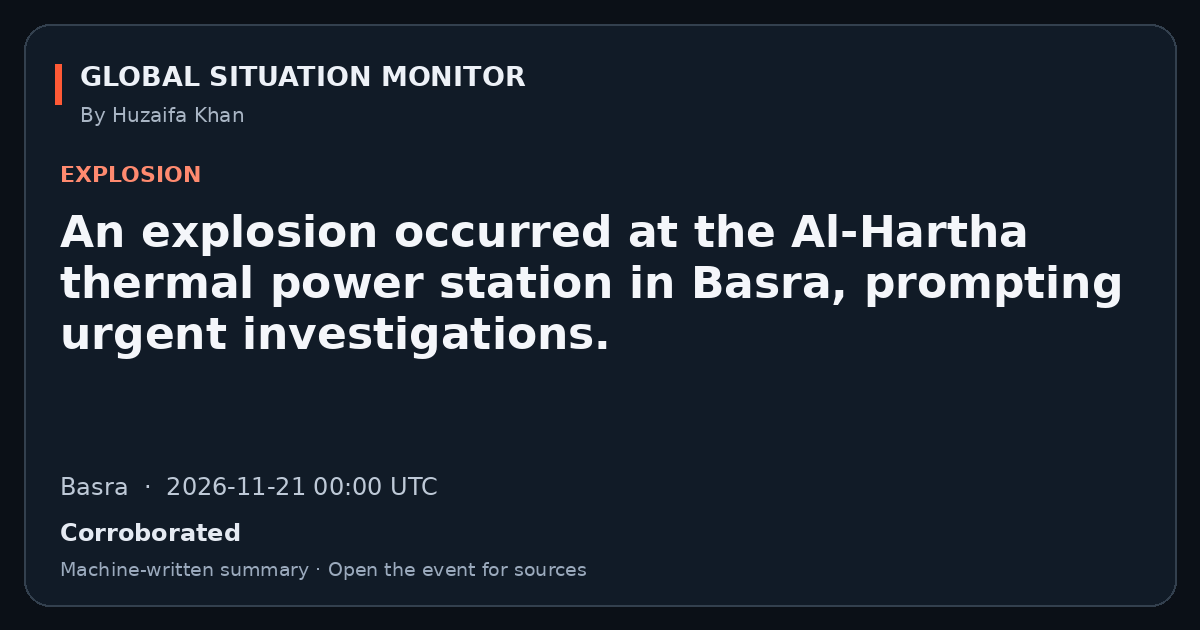 GLOBAL SITUATION MONITOR
By Huzaifa Khan
EXPLOSION
An explosion occurred at the Al-Hartha
thermal power station in Basra, prompting
urgent investigations.
Basra · 2026-11-21 00:00 UTC
Corroborated
Machine-written summary · Open the event for sources